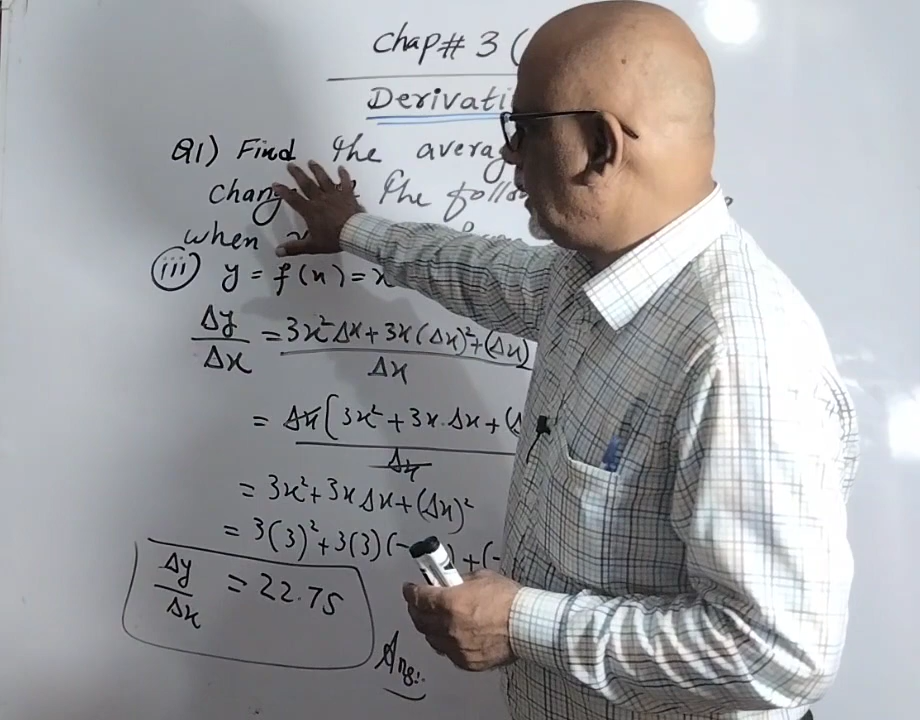 Chap# 3 (
Derivati
Q1) Find the averag
Chang the follo
when
(iii) y = f(x) = x
Δy/Δx = 3x²Δx + 3x(Δx)² + (Δx)/Δx
= Δx[3x² + 3x.Δx + (Δ/Δx
= 3x² + 3xΔx + (Δx)²
= 3(3)² + 3(3)(- ) + (-
Δy/Δx = 22.75
Ans: